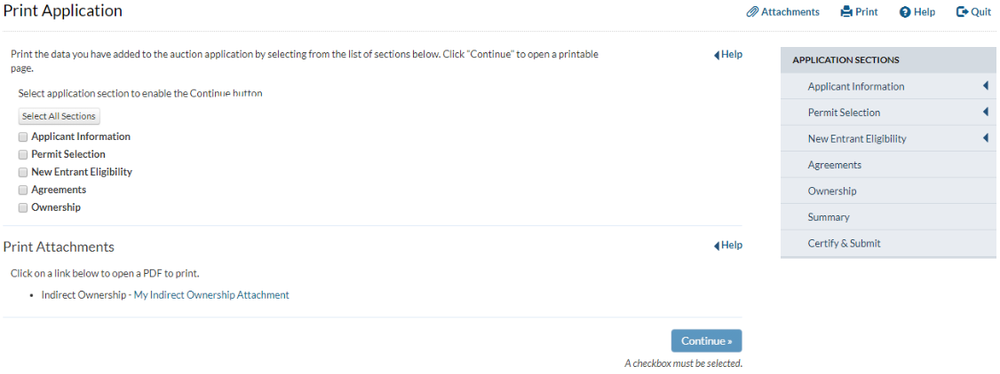 Print Application
Attachments Print Help Quit
Print the data you have added to the auction application by selecting from the list of sections below. Click "Continue" to open a printable
page.
Help
Select application section to enable the Continue button
Select All Sections
Applicant Information
Permit Selection
New Entrant Eligibility
Agreements
Ownership
Print Attachments
Help
Click on a link below to open a PDF to print.
• Indirect Ownership - My Indirect Ownership Attachment
Continue »
A checkbox must be selected.
APPLICATION SECTIONS
Applicant Information
Permit Selection
New Entrant Eligibility
Agreements
Ownership
Summary
Certify & Submit